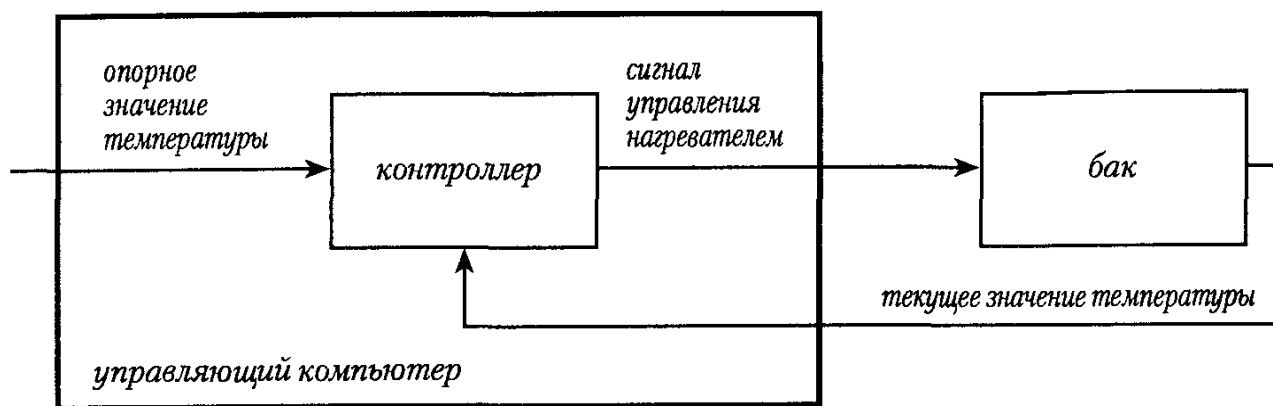 опорное
значение
температуры
контроллер
сигнал
управления
нагревателем
бак
текущее значение температуры
управляющий компьютер